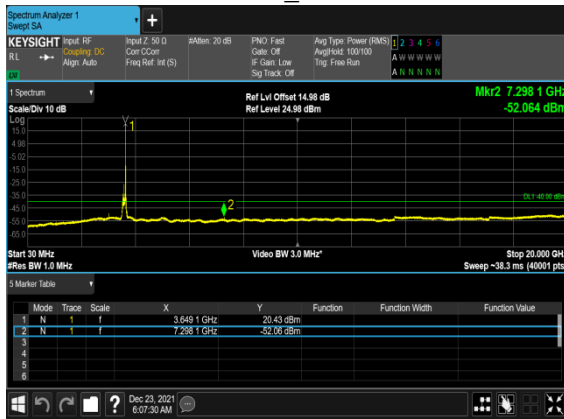 Spectrum Analyzer 1
Swept SA
KEYSIGHT Input: RF Input Z: 50 Ω #Atten: 20 dB PNO: Fast Avg Type: Power (RMS) 1 2 3 4 5 6
RL Coupling: DC Corr CCorr Gate: Off Avg|Hold: 100/100 A W W W W W
Align: Auto Freq Ref: Int (S) IF Gain: Low Trig: Free Run
Sig Track: Off A N N N N N
1 Spectrum Ref Lvl Offset 14.98 dB Mkr2 7.298 1 GHz
Scale/Div 10 dB Ref Level 24.98 dBm -52.064 dBm
Log
15.0
4.98
-5.02
-15.0
-25.0
-35.0
-45.0
-55.0
-65.0
1
2
DL1 -40.00 dBm
Start 30 MHz Video BW 3.0 MHz* Stop 20.000 GHz
#Res BW 1.0 MHz Sweep ~38.3 ms (40001 pts)
5 Marker Table
Mode Trace Scale X Y Function Function Width Function Value
1 N 1 f 3.649 1 GHz 20.43 dBm
2 N 1 f 7.298 1 GHz -52.06 dBm
3
4
5
6
? Dec 23, 2021
6:07:30 AM